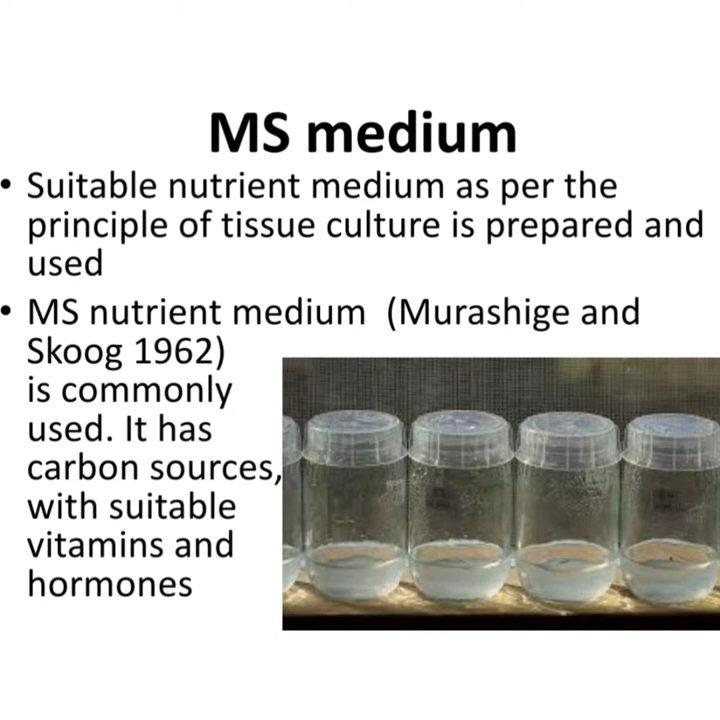 MS medium
• Suitable nutrient medium as per the
principle of tissue culture is prepared and
used
• MS nutrient medium (Murashige and
Skoog 1962)
is commonly
used. It has
carbon sources,
with suitable
vitamins and
hormones